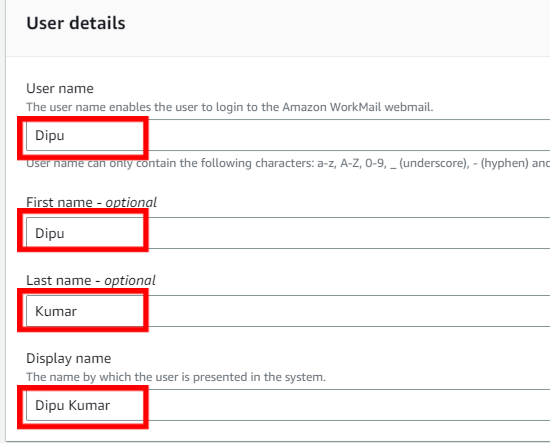 User details
User name
The user name enables the user to login to the Amazon WorkMail webmail.
Dipu
User name can only contain the following characters: a-z, A-Z, 0-9, _ (underscore), - (hyphen) and
First name - optional
Dipu
Last name - optional
Kumar
Display name
The name by which the user is presented in the system.
Dipu Kumar